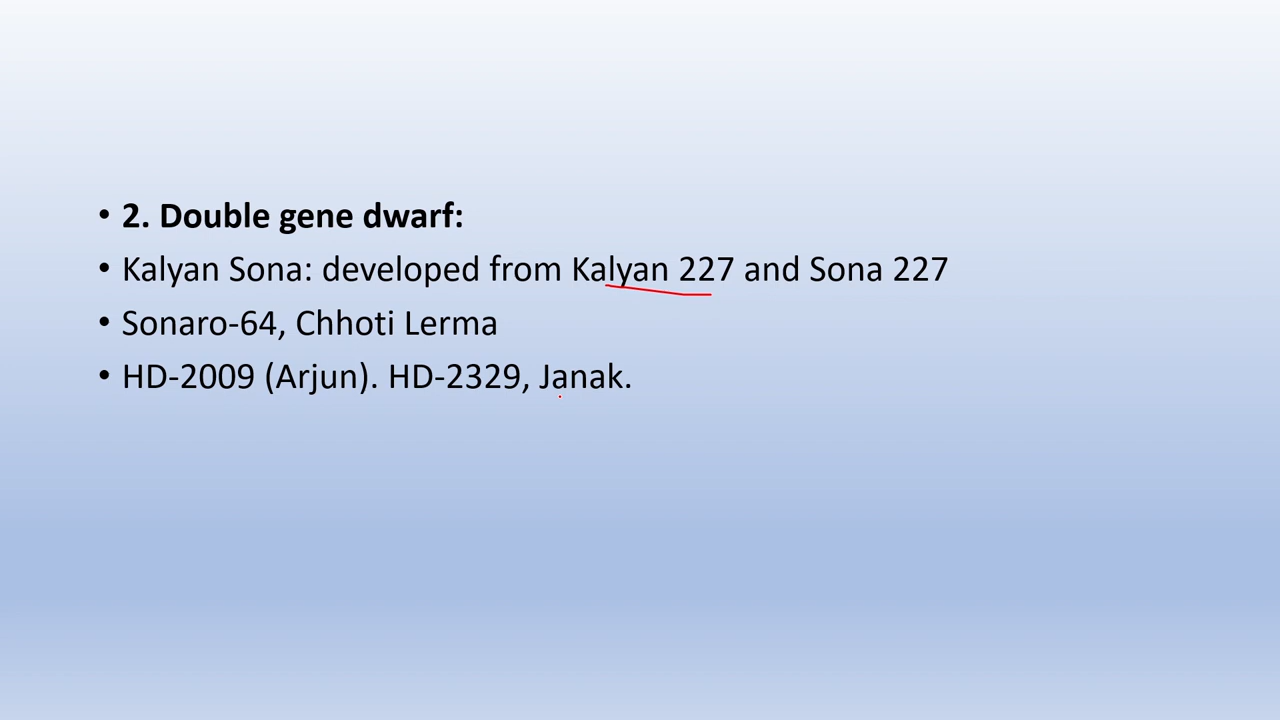 • 2. Double gene dwarf:
• Kalyan Sona: developed from Kalyan 227 and Sona 227
• Sonaro-64, Chhoti Lerma
• HD-2009 (Arjun). HD-2329, Janak.